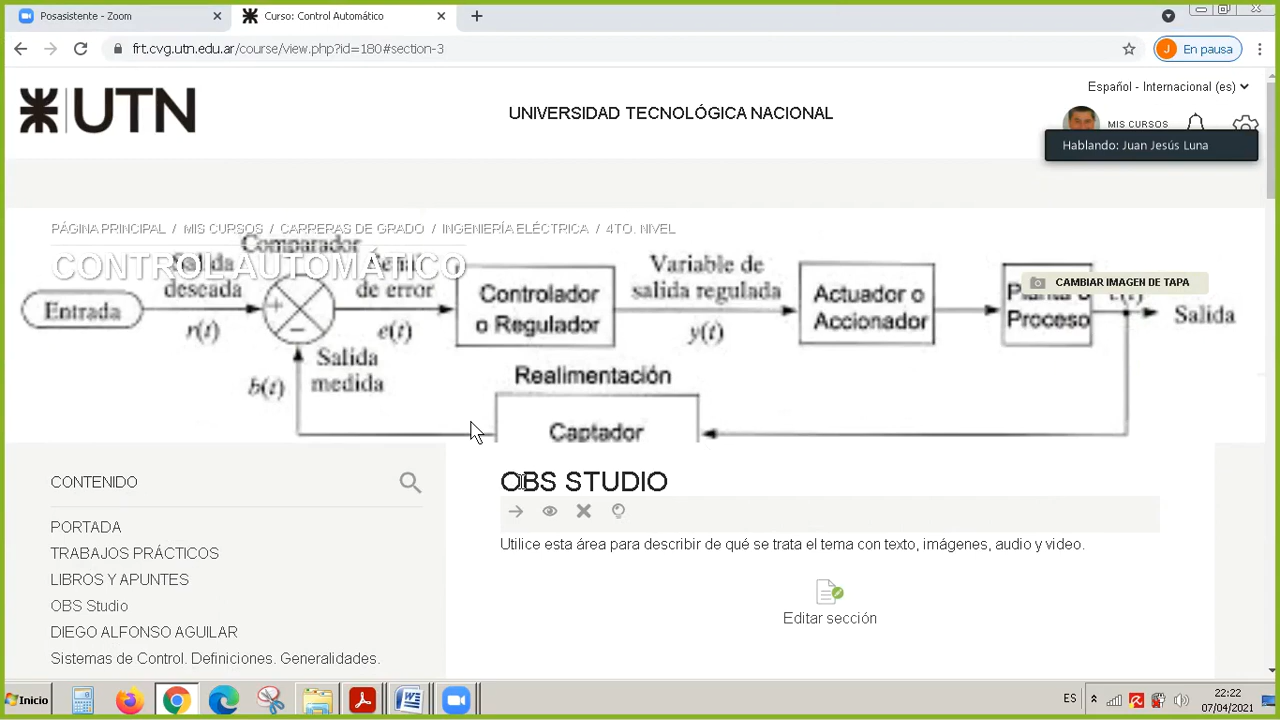 Posasistente - Zoom
Curso: Control Automático
frt.cvg.utn.edu.ar/course/view.php?id=180#section-3
J
En pausa
Español - Internacional (es)
UTN
UNIVERSIDAD TECNOLÓGICA NACIONAL
MIS CURSOS
Hablando: Juan Jesús Luna
PÁGINA PRINCIPAL / MIS CURSOS / CARRERAS DE GRADO / INGENIERÍA ELÉCTRICA / 4TO. NIVEL
CONTROL AUTOMÁTICO
Comparador
Entrada
Salida
deseada
r(t)
+
−
Señal
de error
e(t)
Controlador
o Regulador
Variable de
salida regulada
y(t)
Actuador o
Accionador
Planta o
Proceso
CAMBIAR IMAGEN DE TAPA
Salida
b(t)
Salida
medida
Realimentación
Captador
CONTENIDO
PORTADA
TRABAJOS PRÁCTICOS
LIBROS Y APUNTES
OBS Studio
DIEGO ALFONSO AGUILAR
Sistemas de Control. Definiciones. Generalidades.
OBS STUDIO
Utilice esta área para describir de qué se trata el tema con texto, imágenes, audio y video.
Editar sección
Inicio
ES
22:22
07/04/2021